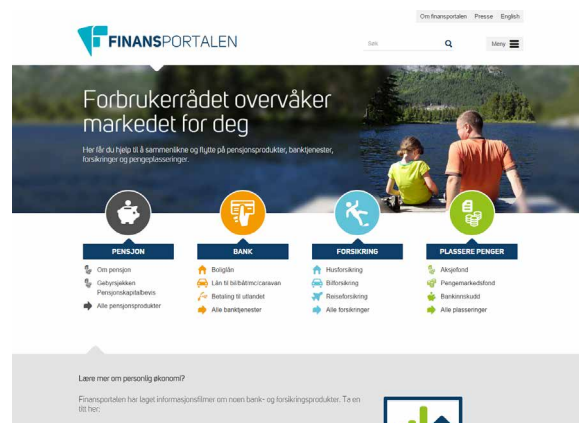 Om finansportalen Presse English
FINANSPORTALEN
Søk
Meny
Forbrukerrådet overvåker
markedet for deg
Her får du hjelp til å sammenlikne og flytte på pensjonsprodukter, banktjenester,
forsikringer og pengeplasseringer.
PENSJON
Om pensjon
Gebyrsjekken
Pensjonskapitalbevis
Alle pensjonsprodukter
BANK
Boliglån
Lån til bil/båt/mc/caravan
Betaling til utlandet
Alle banktjenester
FORSIKRING
Husforsikring
Bilforsikring
Reiseforsikring
Alle forsikringer
PLASSERE PENGER
Aksjefond
Pengemarkedsfond
Bankinnskudd
Alle plasseringer
Lære mer om personlig økonomi?
Finansportalen har laget informasjonsfilmer om noen bank- og forsikringsprodukter. Ta en
titt her;